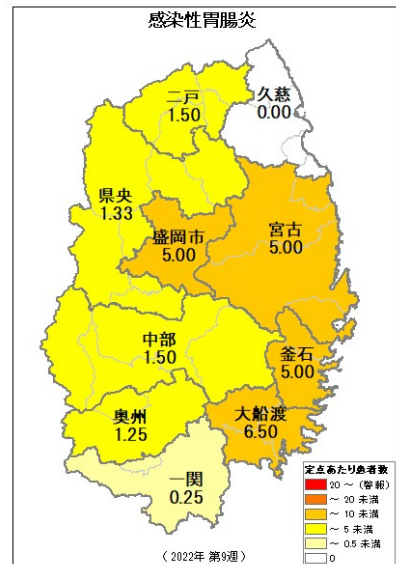 感染性胃腸炎
二戸
1.50
久慈
0.00
県央
1.33
盛岡市
5.00
宮古
5.00
中部
1.50
釜石
5.00
奥州
1.25
大船渡
6.50
一関
0.25
定点あたり患者数
20 ～ (警報)
～ 20 未満
～ 10 未満
～ 5 未満
～ 0.5 未満
0
( 2022年 第9週 )